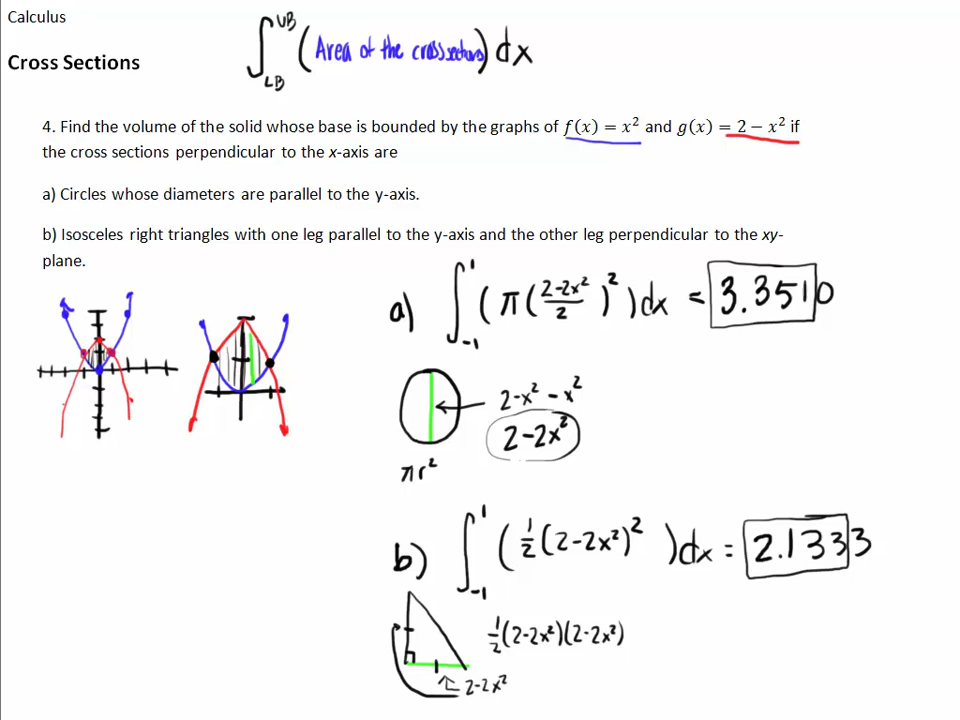 Calculus
∫ UB LB (Area of the cross sections) dx
Cross Sections
4. Find the volume of the solid whose base is bounded by the graphs of f(x) = x² and g(x) = 2 − x² if
the cross sections perpendicular to the x-axis are
a) Circles whose diameters are parallel to the y-axis.
b) Isosceles right triangles with one leg parallel to the y-axis and the other leg perpendicular to the xy-
plane.
a) ∫ 1 -1 (π((2-2x²)/2)²)dx = 3.3510
2-x² - x²
2-2x²
πr²
b) ∫ 1 -1 (½(2-2x²)²)dx = 2.1333
½(2-2x²)(2-2x²)
2-2x²